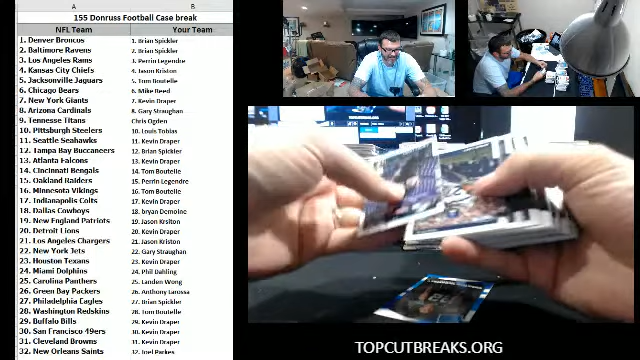 A B
155 Donruss Football Case break
NFL Team Your Team
1. Denver Broncos 1. Brian Spickler
2. Baltimore Ravens 2. Brian Spickler
3. Los Angeles Rams 3. Perrin Legendre
4. Kansas City Chiefs 4. Jason Kriston
5. Jacksonville Jaguars 5. Tom Boutelle
6. Chicago Bears 6. Mike Reed
7. New York Giants 7. Kevin Draper
8. Arizona Cardinals 8. Gary Straughan
9. Tennesse Titans Chris Ogden
10. Pittsburgh Steelers 10. Louis Tobias
11. Seattle Seahawks 11. Kevin Draper
12. Tampa Bay Buccaneers 12. Brian Spickler
13. Atlanta Falcons 13. Kevin Draper
14. Cincinnati Bengals 14. Tom Boutelle
15. Oakland Raiders 15. Perrin Legendre
16. Minnesota Vikings 16. Tom Boutelle
17. Indianapolis Colts 17. Kevin Draper
18. Dallas Cowboys 18. bryan Demoine
19. New England Patriots 19. Jason Kriston
20. Detroit Lions 20. Kevin Draper
21. Los Angeles Chargers 21. Jason Kriston
22. New York Jets 22. Gary Straughan
23. Houston Texans 23. Kevin Draper
24. Miami Dolphins 24. Phil Dahling
25. Carolina Panthers 25. Landen Wong
26. Green Bay Packers 26. Anthony Larossa
27. Philadelphia Eagles 27. Brian Spickler
28. Washington Redskins 28. Tom Boutelle
29. Buffalo Bills 29. Kevin Draper
30. San Francisco 49ers 30. Kevin Draper
31. Cleveland Browns 31. Kevin Draper
32. New Orleans Saints 32. Joel Parkes
TOPCUTBREAKS.ORG